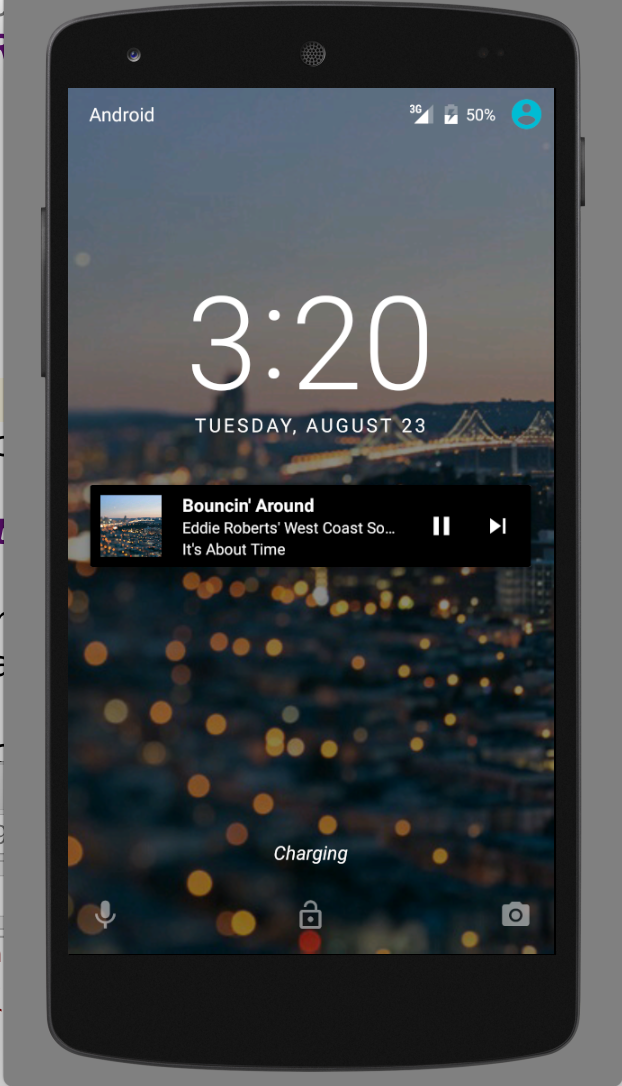 Android
3G
50%
3:20
TUESDAY, AUGUST 23
Bouncin' Around
Eddie Roberts' West Coast So...
It's About Time
Charging